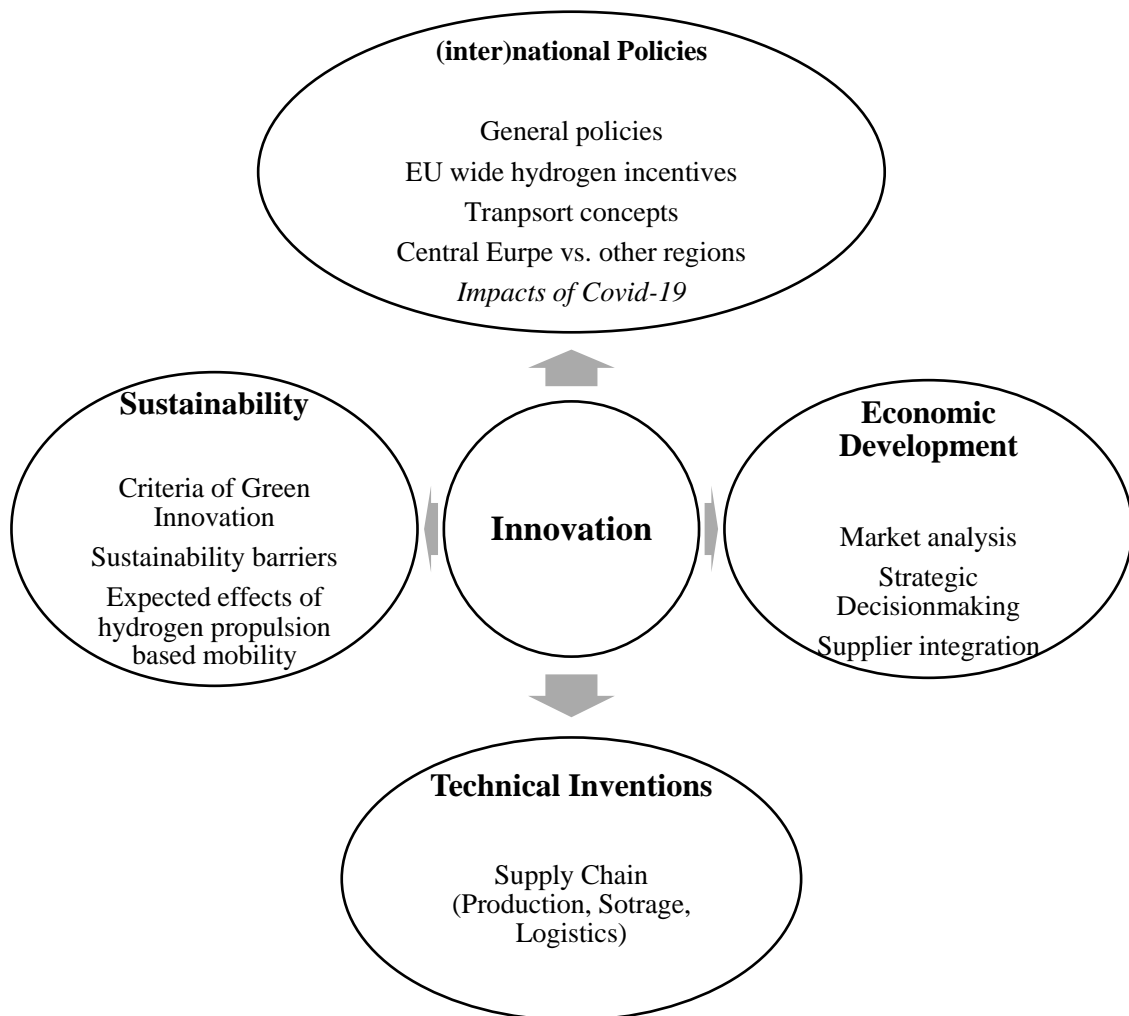 (inter)national Policies
General policies
EU wide hydrogen incentives
Tranpsort concepts
Central Eurpe vs. other regions
Impacts of Covid-19
Sustainability
Criteria of Green
Innovation
Sustainability barriers
Expected effects of
hydrogen propulsion
based mobility
Innovation
Economic
Development
Market analysis
Strategic
Decisionmaking
Supplier integration
Technical Inventions
Supply Chain
(Production, Sotrage,
Logistics)